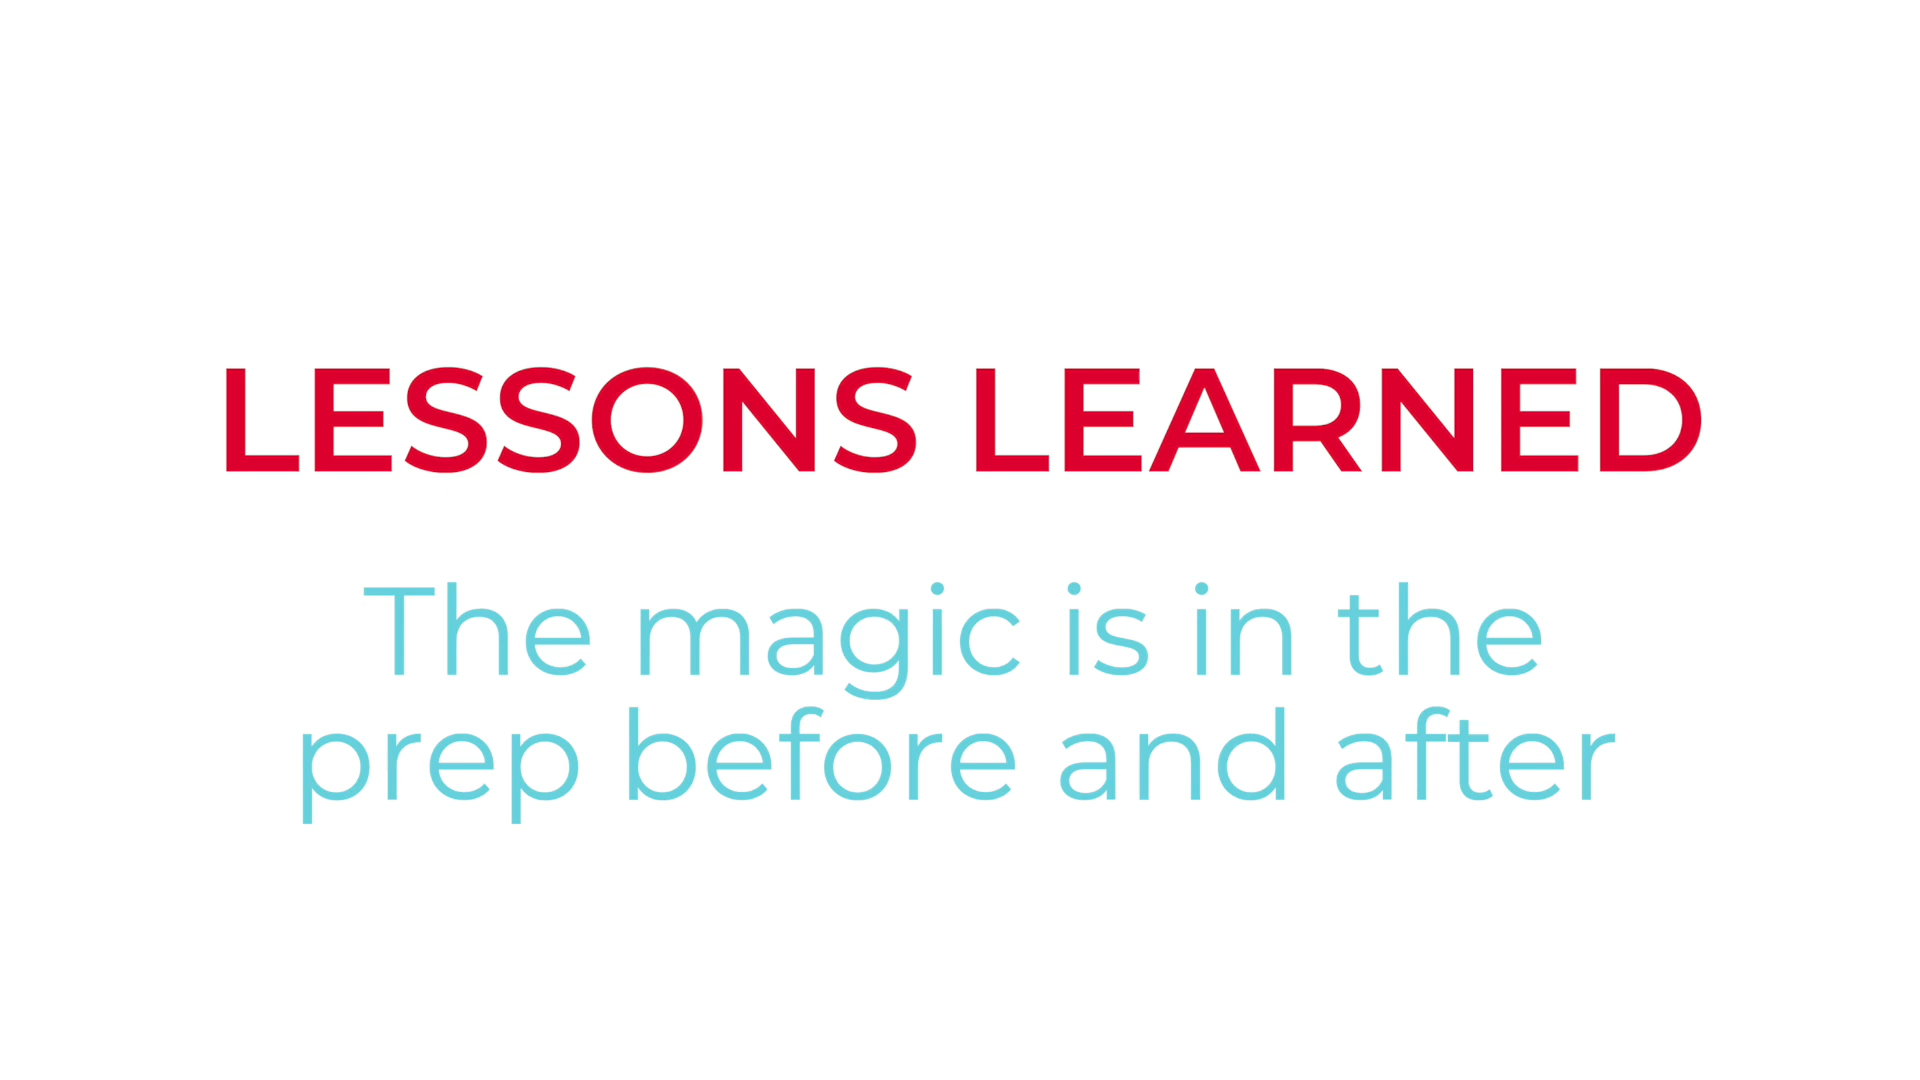 LESSONS LEARNED
The magic is in the
prep before and after